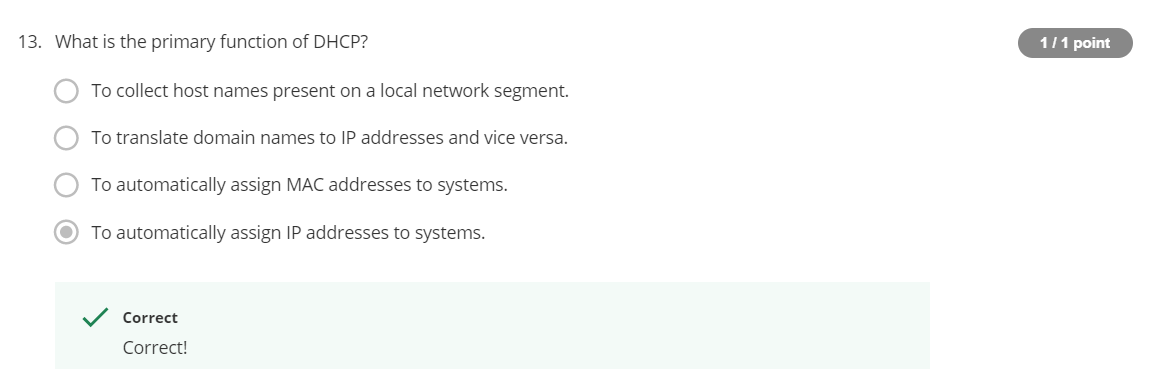 13. What is the primary function of DHCP?
1 / 1 point
To collect host names present on a local network segment.
To translate domain names to IP addresses and vice versa.
To automatically assign MAC addresses to systems.
To automatically assign IP addresses to systems.
Correct
Correct!